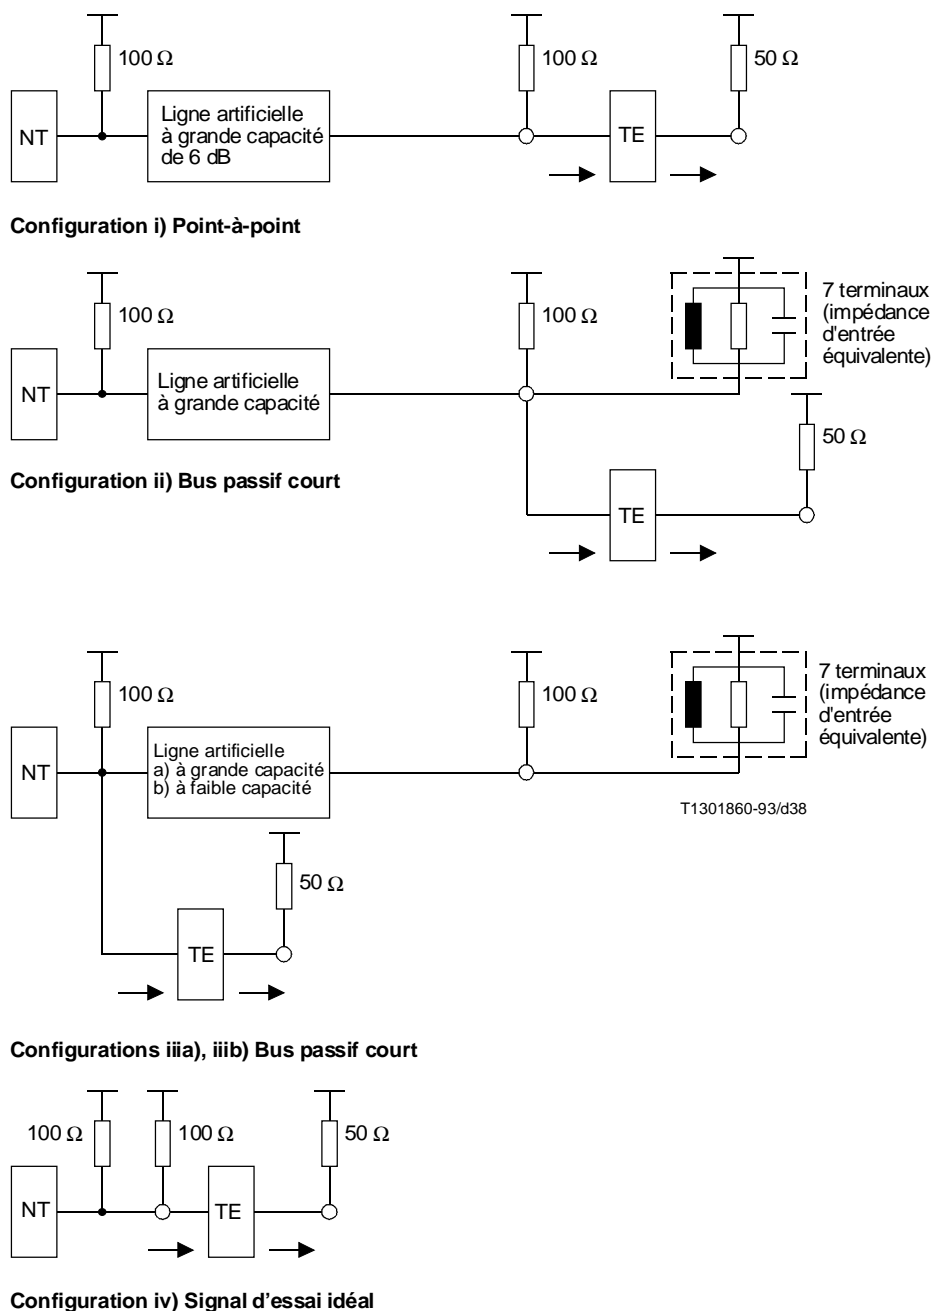 100 Ω
100 Ω
50 Ω
NT
Ligne artificielle
à grande capacité
de 6 dB
TE
Configuration i) Point-à-point
100 Ω
100 Ω
7 terminaux
(impédance
d'entrée
équivalente)
NT
Ligne artificielle
à grande capacité
50 Ω
Configuration ii) Bus passif court
TE
100 Ω
100 Ω
7 terminaux
(impédance
d'entrée
équivalente)
NT
Ligne artificielle
a) à grande capacité
b) à faible capacité
T1301860-93/d38
50 Ω
TE
Configurations iiia), iiib) Bus passif court
100 Ω
100 Ω
50 Ω
NT
TE
Configuration iv) Signal d’essai idéal